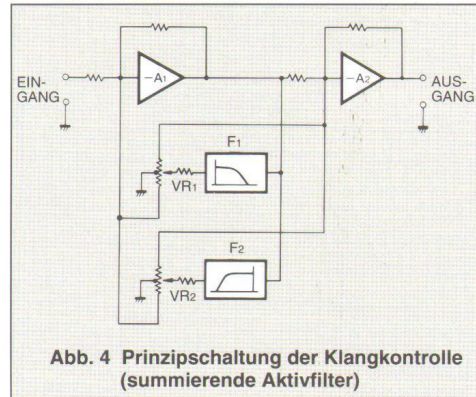 EIN-
GANG
–A1
–A2
AUS-
GANG
F1
VR1
F2
VR2
Abb. 4 Prinzipschaltung der Klangkontrolle
(summierende Aktivfilter)